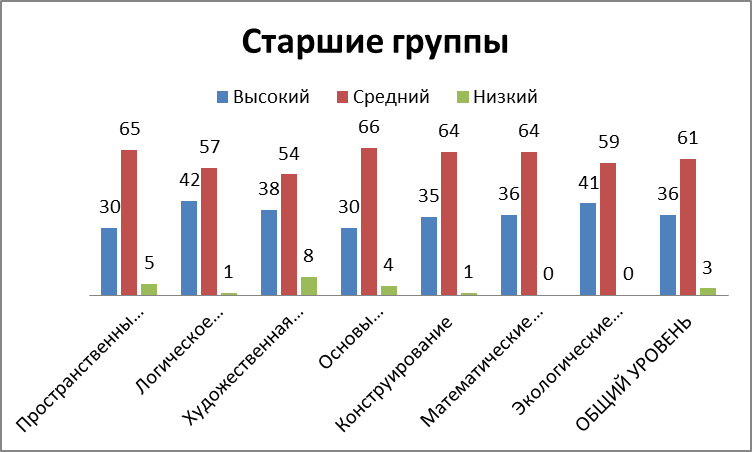 Старшие группы
Высокий Средний Низкий
30 65 5 42 57 1 38 54 8 30 66 4 35 64 1 36 64 0 41 59 0 36 61 3
Пространственны...
Логическое...
Художественная...
Основы...
Конструирование
Математические...
Экологические...
ОБЩИЙ УРОВЕНЬ